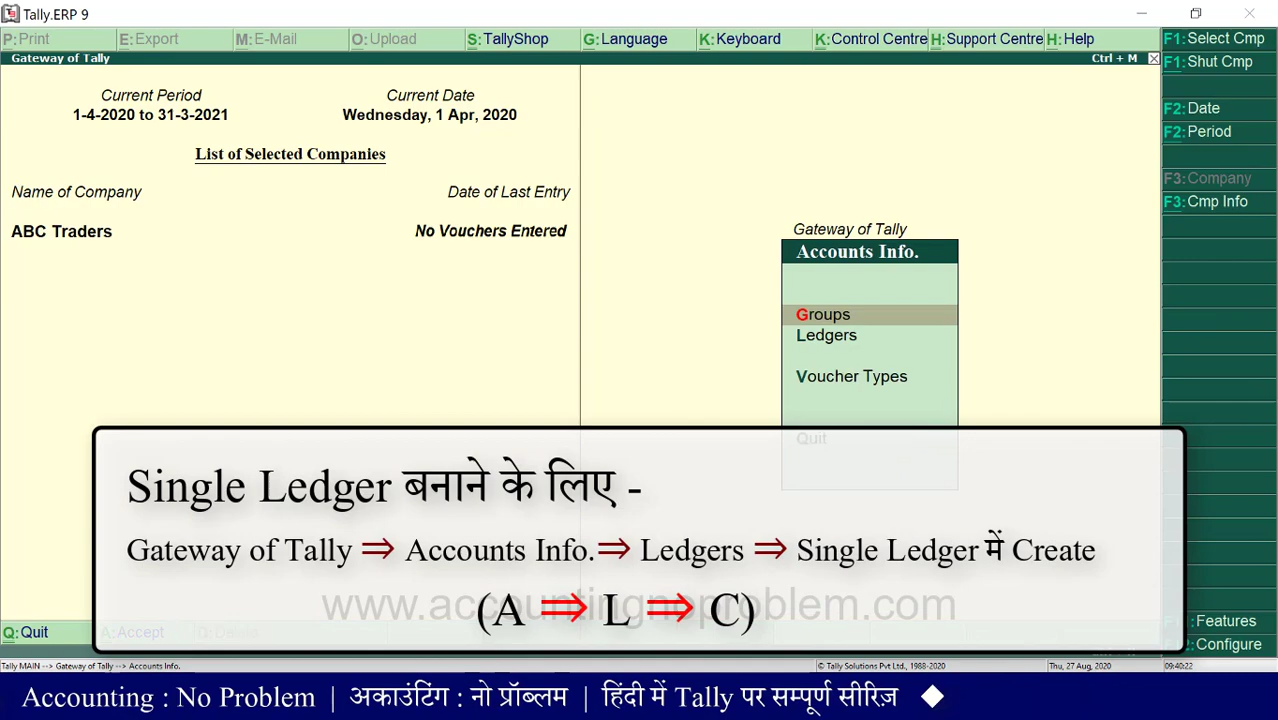 Tally.ERP 9
P: Print E: Export M: E-Mail O: Upload S: TallyShop G: Language K: Keyboard K: Control Centre H: Support Centre H: Help
F1: Select Cmp
Gateway of Tally Ctrl + M
F1: Shut Cmp
Current Period Current Date
1-4-2020 to 31-3-2021 Wednesday, 1 Apr, 2020
F2: Date
F2: Period
List of Selected Companies
F3: Company
Name of Company Date of Last Entry
F3: Cmp Info
ABC Traders No Vouchers Entered
Gateway of Tally
Accounts Info.
Groups
Ledgers
Voucher Types
Quit
Single Ledger बनाने के लिए -
Gateway of Tally ⇒ Accounts Info.⇒ Ledgers ⇒ Single Ledger में Create
(A ⇒ L ⇒ C)
www.accountingnoproblem.com
Q: Quit A: Accept
: Features
: Configure
Tally MAIN --> Gateway of Tally --> Accounts Info. © Tally Solutions Pvt Ltd., 1988-2020 Thu, 27 Aug, 2020 09:40:22
Accounting : No Problem | अकाउंटिंग : नो प्रॉब्लम | हिंदी में Tally पर सम्पूर्ण सीरिज़